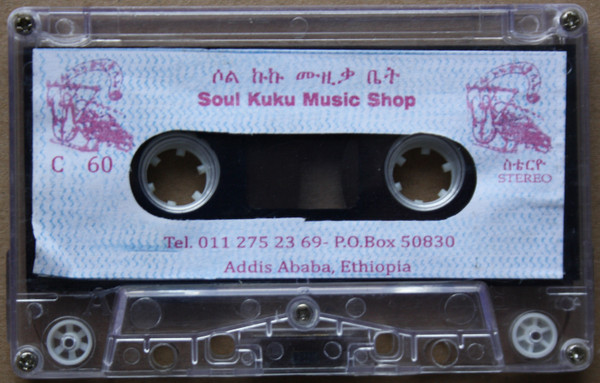 ሶል ኩኩ ሙዚቃ ቤት
Soul Kuku Music Shop
C 60
ስቴርዮ
STEREO
Tel. 011 275 23 69- P.O.Box 50830
Addis Ababa, Ethiopia